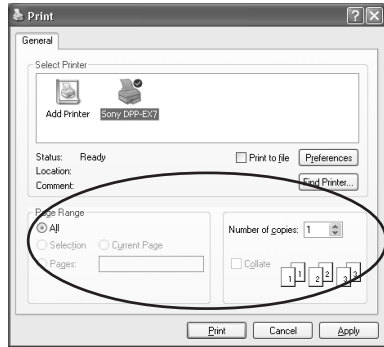 Print
General
Select Printer
Add Printer
Sony DPP-EX7
Status: Ready
Location:
Comment:
Print to file
Preferences
Find Printer...
Page Range
All
Selection
Current Page
Pages:
Number of copies: 1
Collate
1 1 2 2 3 3
Print Cancel Apply